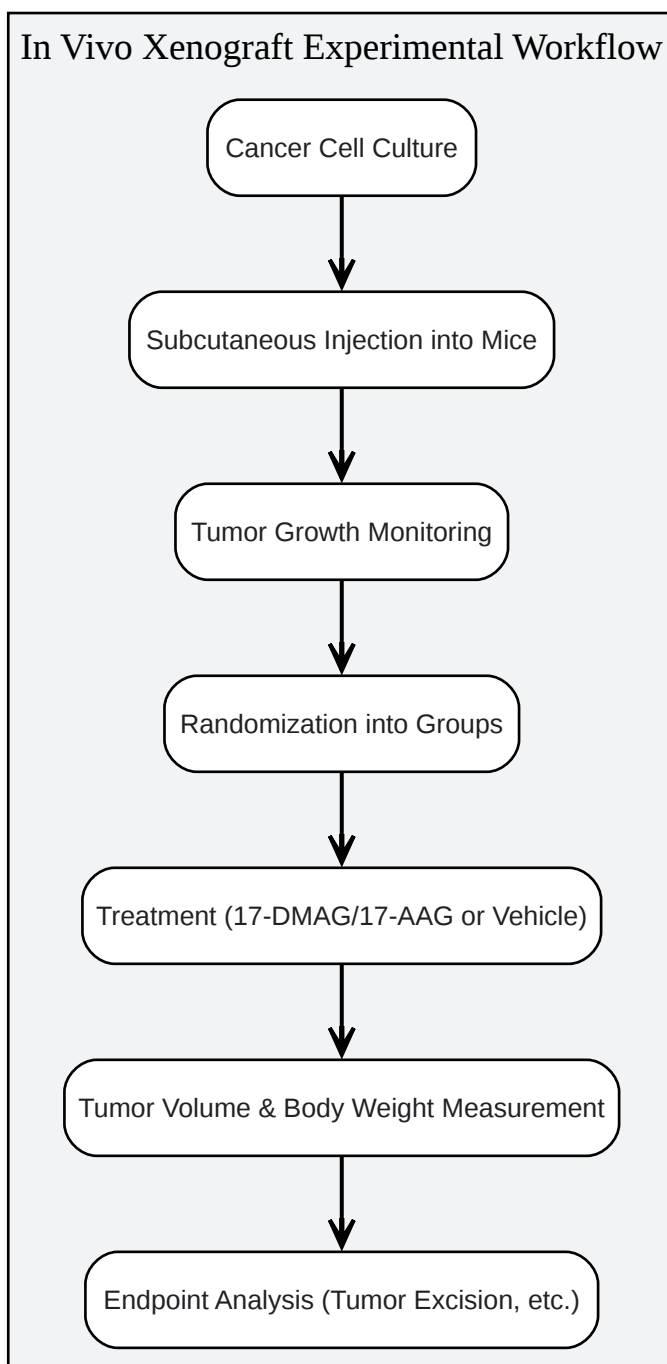 In Vivo Xenograft Experimental Workflow
Cancer Cell Culture
Subcutaneous Injection into Mice
Tumor Growth Monitoring
Randomization into Groups
Treatment (17-DMAG/17-AAG or Vehicle)
Tumor Volume & Body Weight Measurement
Endpoint Analysis (Tumor Excision, etc.)